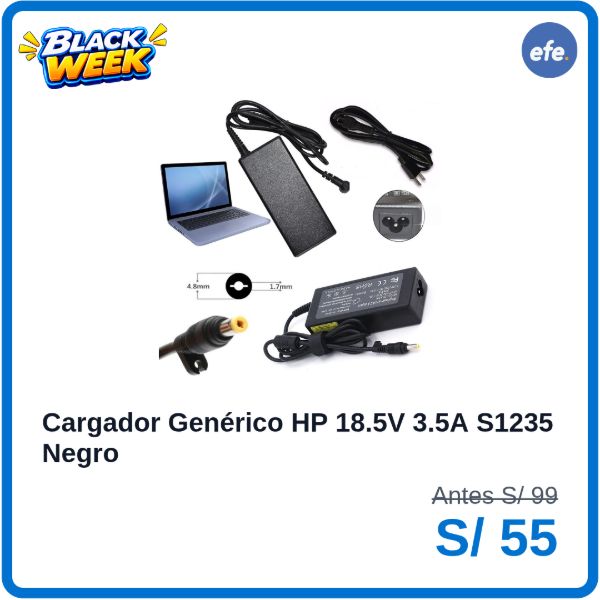 BLACK
WEEK
efe.
4.8mm
1.7mm
Cargador Genérico HP 18.5V 3.5A S1235
Negro
Antes S/ 99
S/ 55